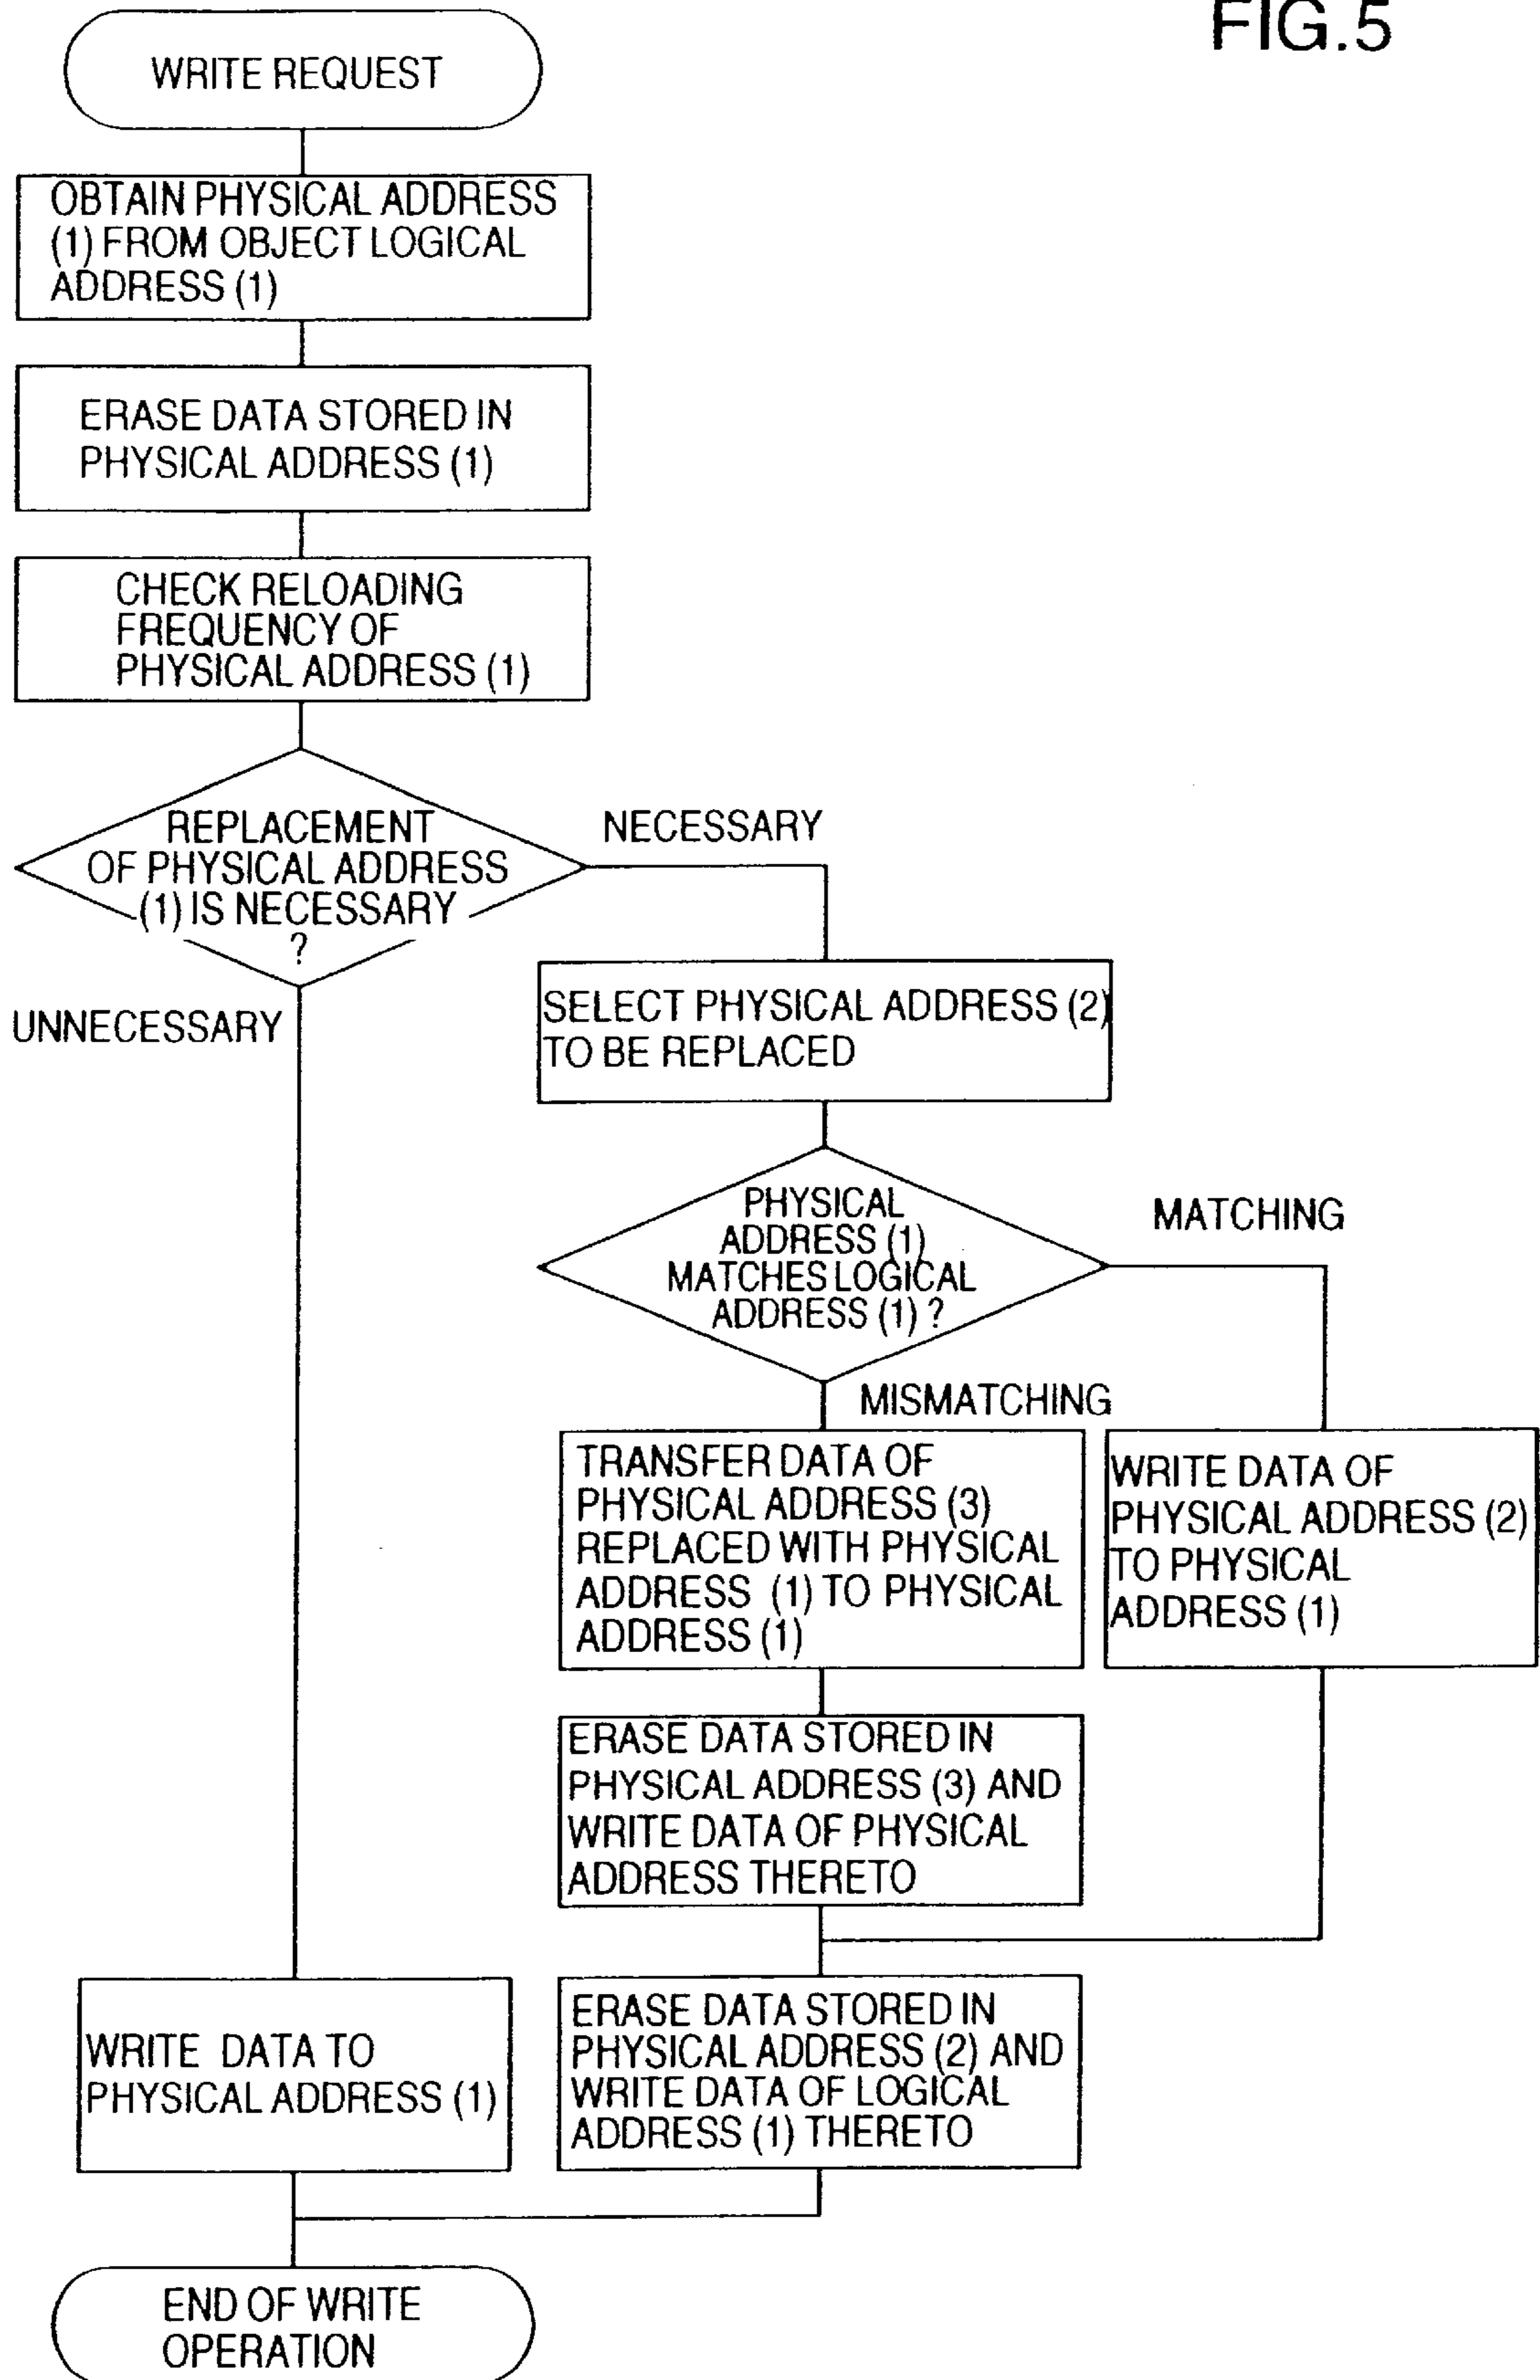 FIG.5
WRITE REQUEST
OBTAIN PHYSICAL ADDRESS
(1) FROM OBJECT LOGICAL
ADDRESS (1)
ERASE DATA STORED IN
PHYSICAL ADDRESS (1)
CHECK RELOADING
FREQUENCY OF
PHYSICAL ADDRESS (1)
REPLACEMENT
OF PHYSICAL ADDRESS
(1) IS NECESSARY
?
NECESSARY
UNNECESSARY
SELECT PHYSICAL ADDRESS (2)
TO BE REPLACED
PHYSICAL
ADDRESS (1)
MATCHES LOGICAL
ADDRESS (1) ?
MATCHING
MISMATCHING
TRANSFER DATA OF
PHYSICAL ADDRESS (3)
REPLACED WITH PHYSICAL
ADDRESS (1) TO PHYSICAL
ADDRESS (1)
WRITE DATA OF
PHYSICAL ADDRESS (2)
TO PHYSICAL
ADDRESS (1)
ERASE DATA STORED IN
PHYSICAL ADDRESS (3) AND
WRITE DATA OF PHYSICAL
ADDRESS THERETO
WRITE DATA TO
PHYSICAL ADDRESS (1)
ERASE DATA STORED IN
PHYSICAL ADDRESS (2) AND
WRITE DATA OF LOGICAL
ADDRESS (1) THERETO
END OF WRITE
OPERATION